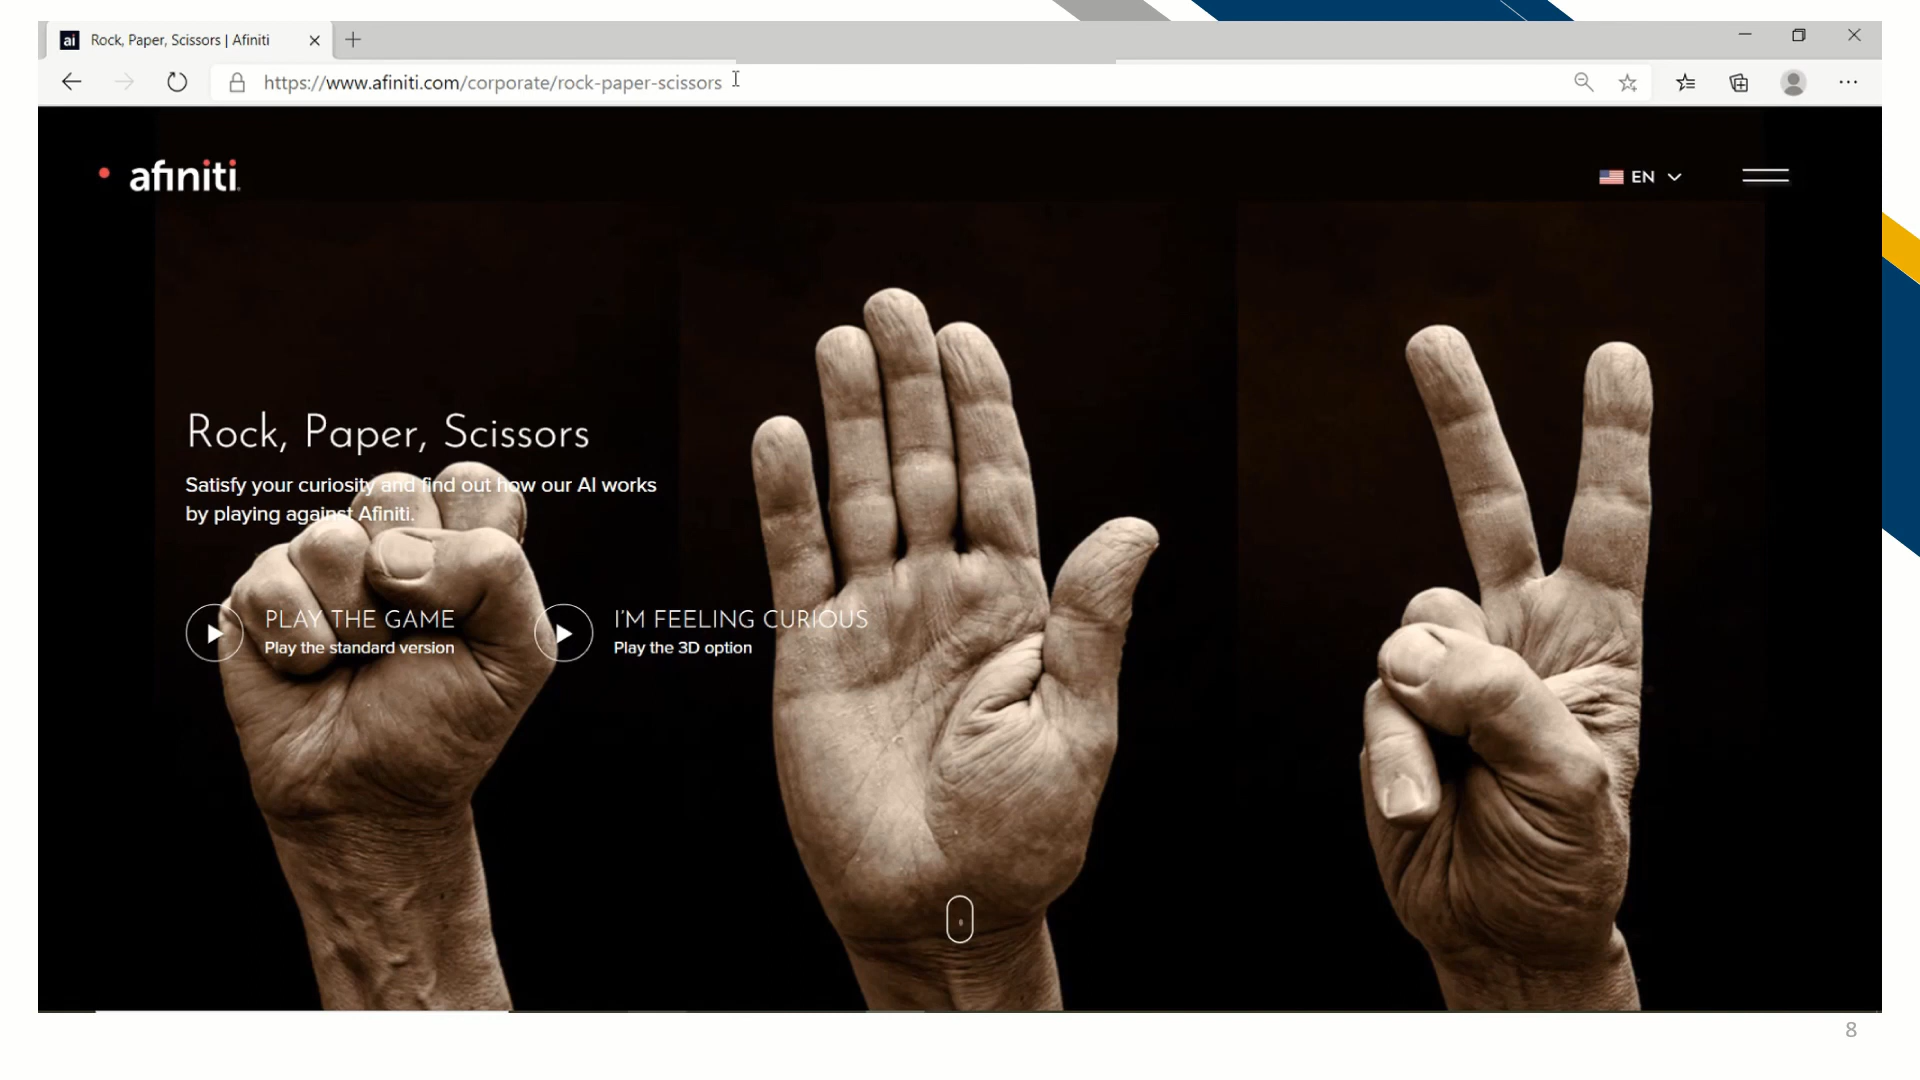 ai Rock, Paper, Scissors | Afiniti
https://www.afiniti.com/corporate/rock-paper-scissors
afiniti
EN
Rock, Paper, Scissors
Satisfy your curiosity and find out how our AI works
by playing against Afiniti.
PLAY THE GAME
Play the standard version
I'M FEELING CURIOUS
Play the 3D option
8